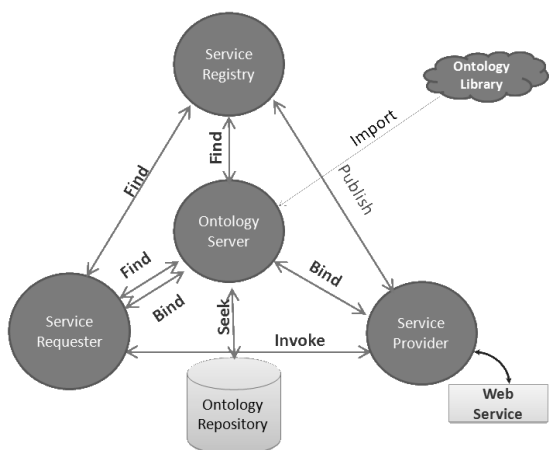 Service
Registry
Ontology
Library
Import
Find
Find
Publish
Ontology
Server
Find
Bind
Bind
Seek
Service
Requester
Invoke
Service
Provider
Ontology
Repository
Web
Service